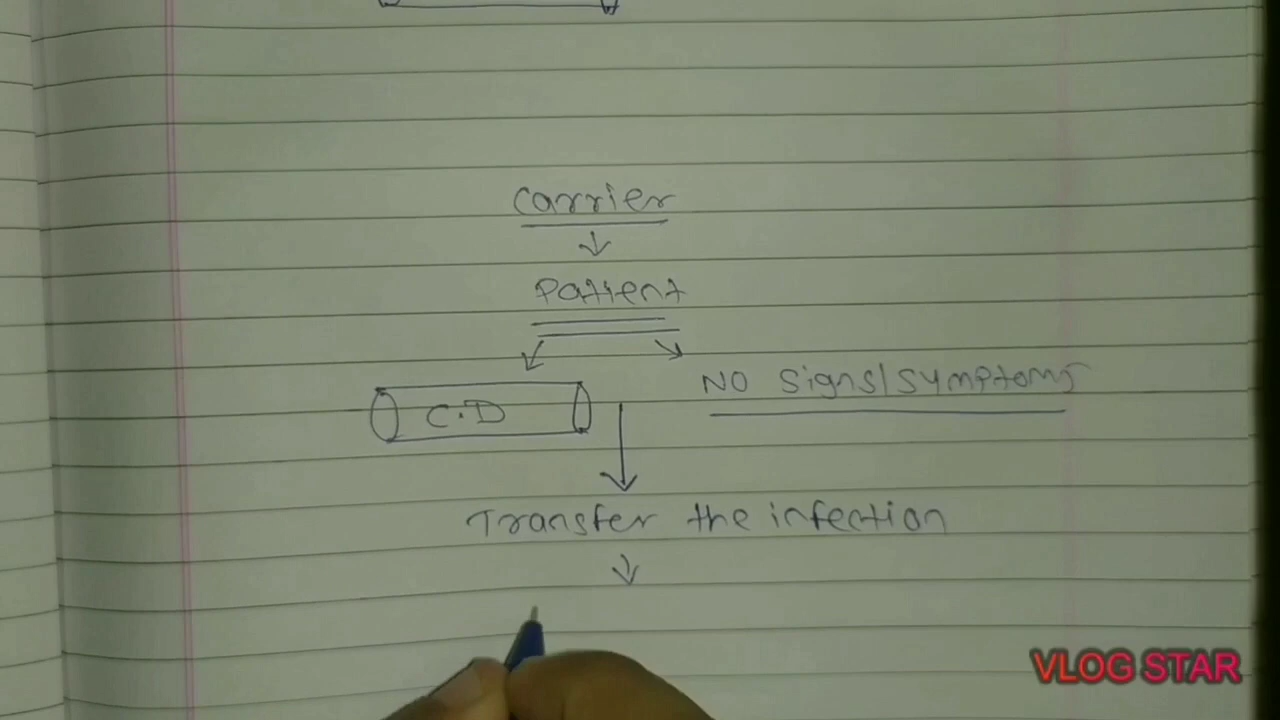 Carrier
Patient
NO Signs/Symptoms
C.D
Transfer the infection
VLOG STAR